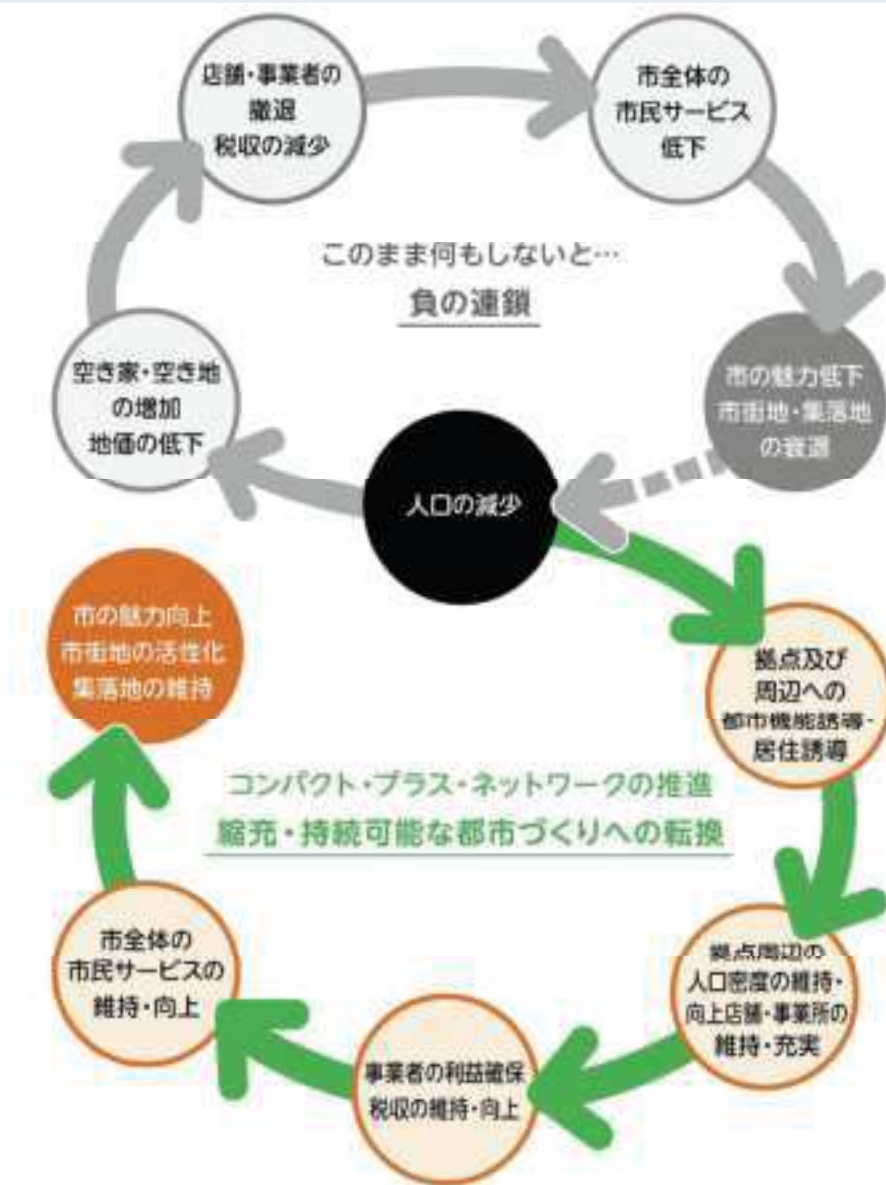 店舗・事業者の
撤退
税収の減少
市全体の
市民サービス
低下
このまま何もしないと…
負の連鎖
空き家・空き地
の増加
地価の低下
市の魅力低下
市街地・集落地
の衰退
人口の減少
市の魅力向上
市街地の活性化
集落地の維持
拠点及び
周辺への
都市機能誘導・
居住誘導
コンパクト・プラス・ネットワークの推進
縮充・持続可能な都市づくりへの転換
市全体の
市民サービスの
維持・向上
拠点周辺の
人口密度の維持・
向上店舗・事業所の
維持・充実
事業者の利益確保
税収の維持・向上